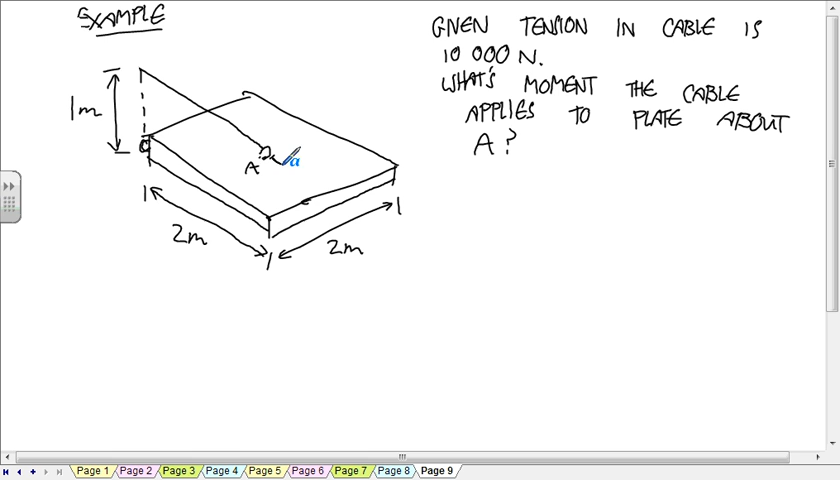 EXAMPLE
GIVEN TENSION IN CABLE IS
10 000 N.
WHAT'S MOMENT THE CABLE
APPLIES TO PLATE ABOUT
A?
1m
A
2m
2m
Page 1
Page 2
Page 3
Page 4
Page 5
Page 6
Page 7
Page 8
Page 9